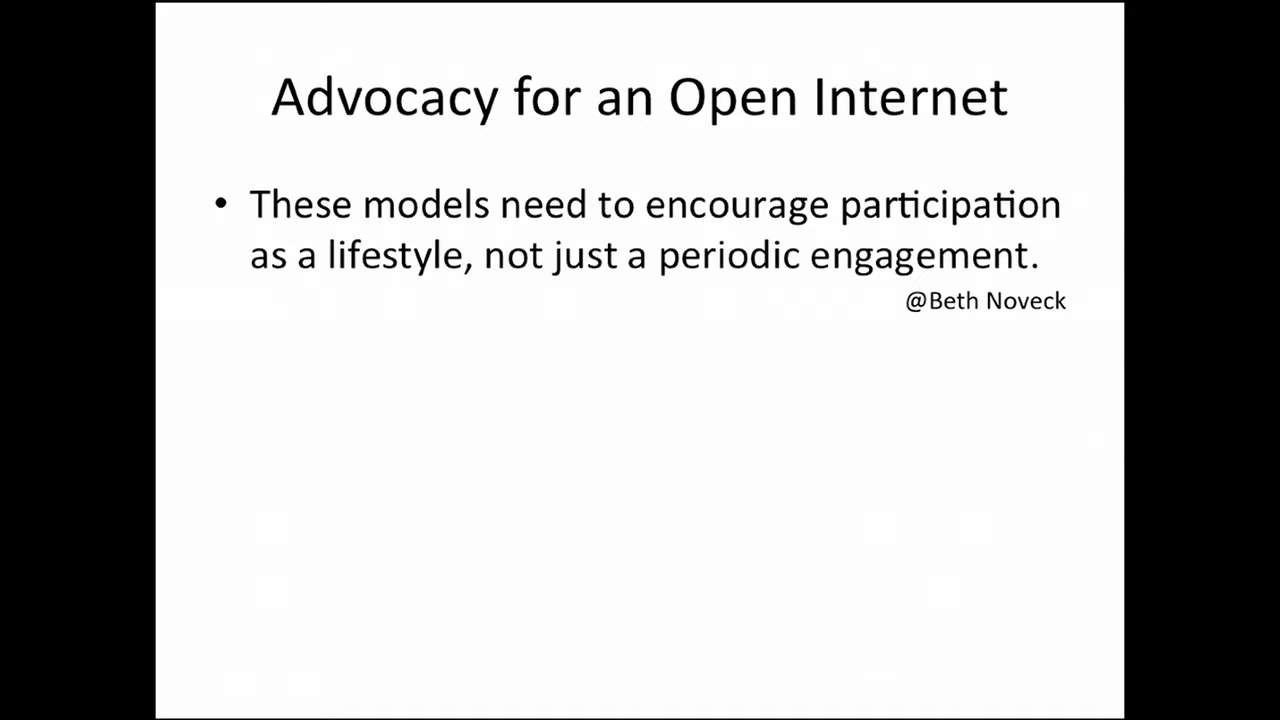 Advocacy for an Open Internet
• These models need to encourage participation
as a lifestyle, not just a periodic engagement.
@Beth Noveck